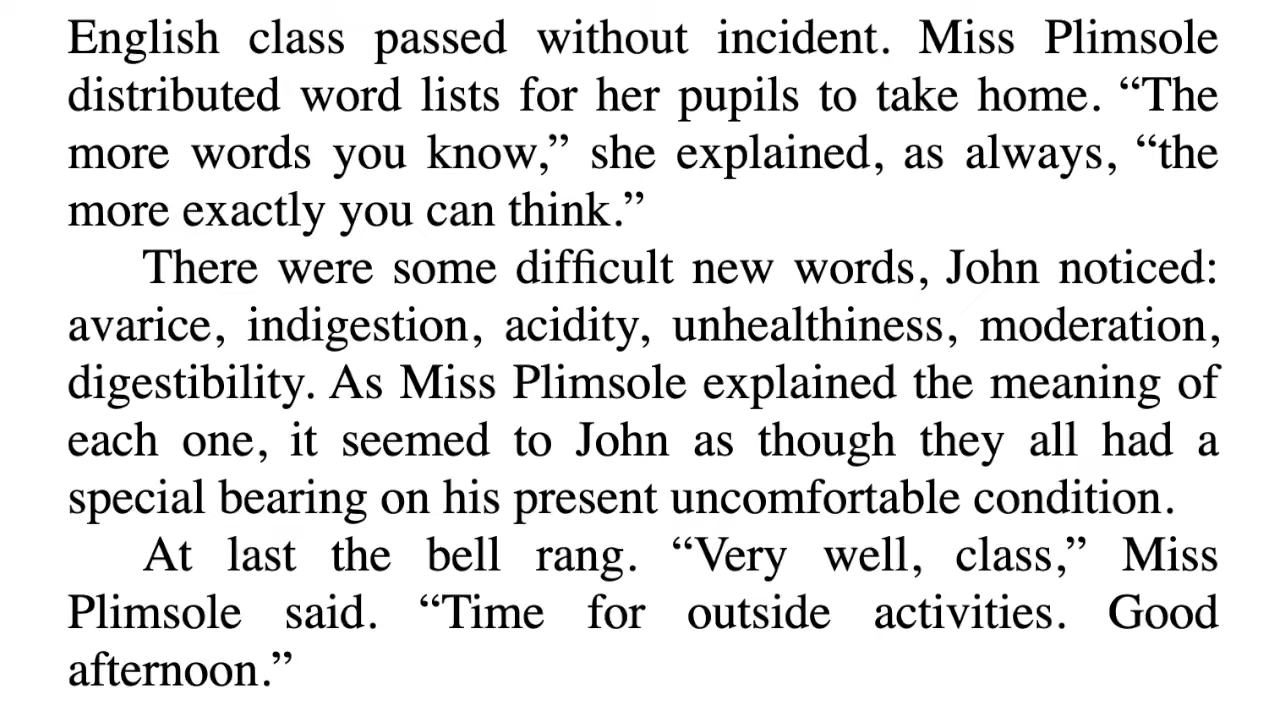 English class passed without incident. Miss Plimsole
distributed word lists for her pupils to take home. “The
more words you know,” she explained, as always, “the
more exactly you can think.”
There were some difficult new words, John noticed:
avarice, indigestion, acidity, unhealthiness, moderation,
digestibility. As Miss Plimsole explained the meaning of
each one, it seemed to John as though they all had a
special bearing on his present uncomfortable condition.
At last the bell rang. “Very well, class,” Miss
Plimsole said. “Time for outside activities. Good
afternoon.”